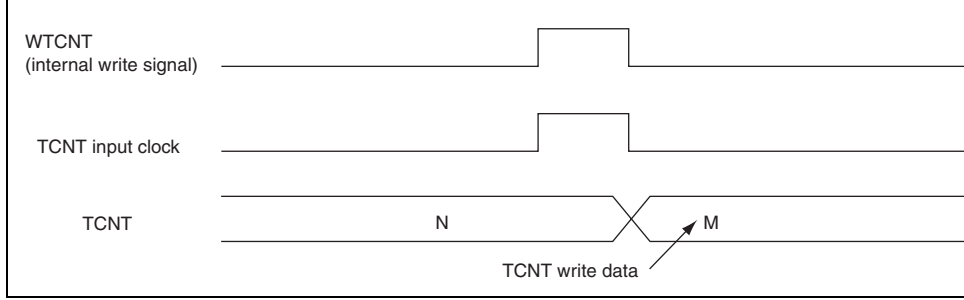 WTCNT
(internal write signal)
TCNT input clock
TCNT
N
M
TCNT write data